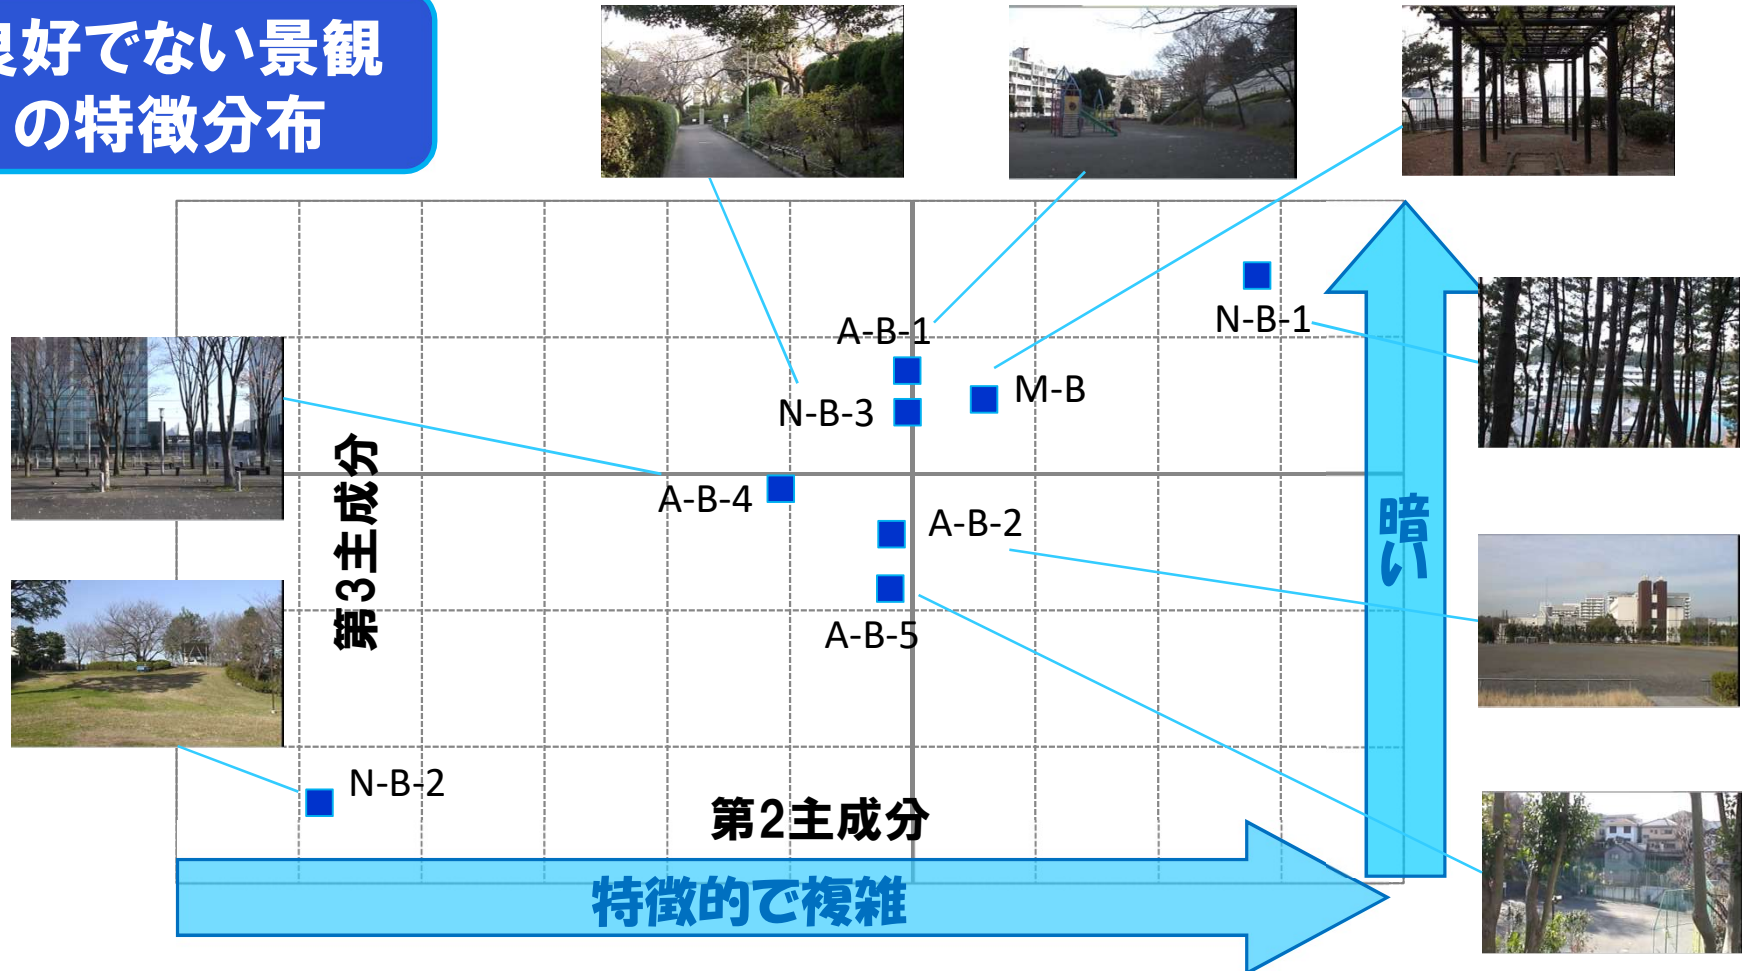 良好でない景観
の特徴分布
A-B-1
N-B-1
M-B
N-B-3
第3主成分
A-B-4
A-B-2
暗い
A-B-5
N-B-2
第2主成分
特徴的で複雑